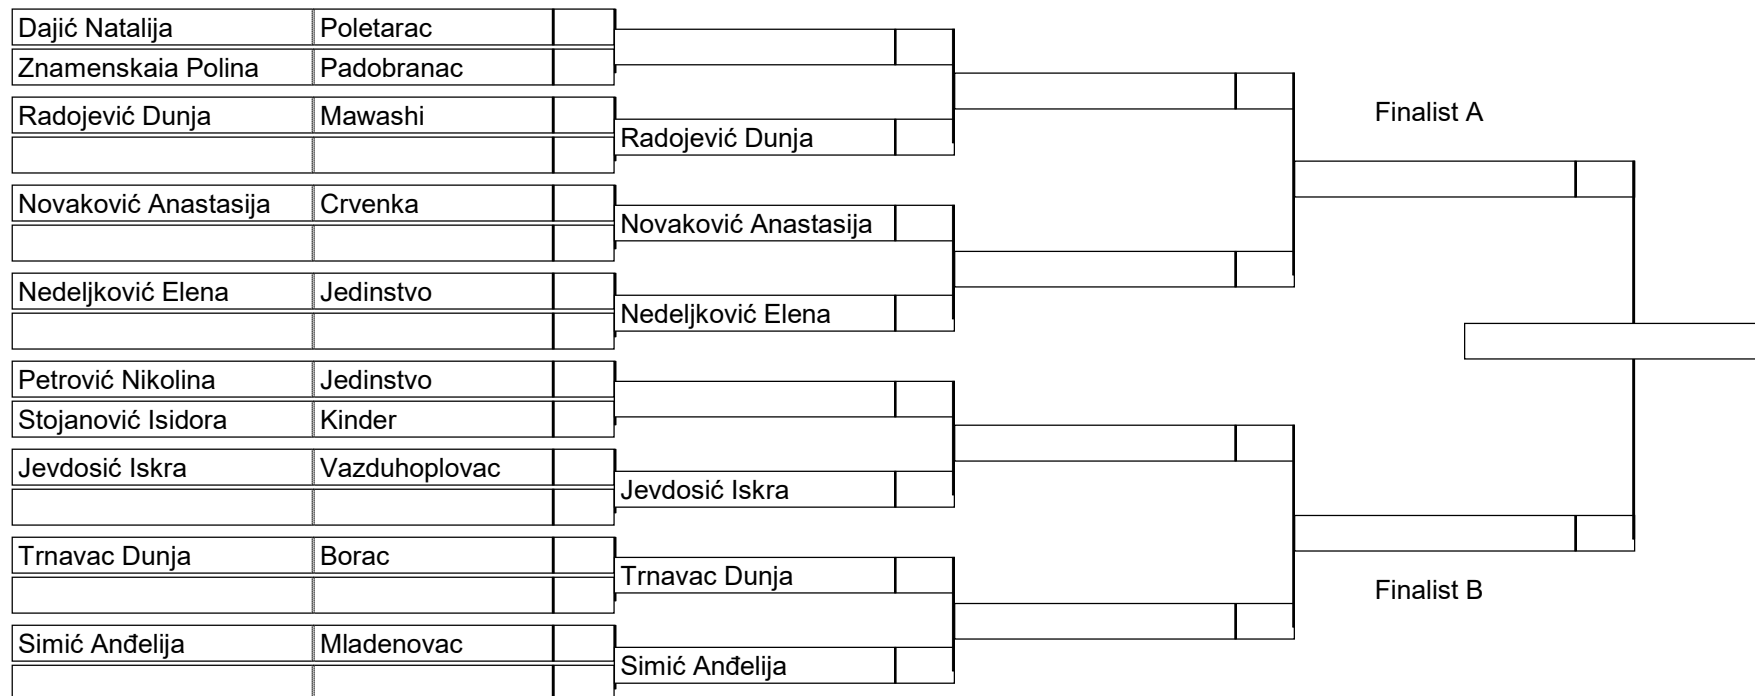 Dajić Natalija Poletarac
Znamenskaia Polina Padobranac
Radojević Dunja Mawashi
Radojević Dunja
Finalist A
Novaković Anastasija Crvenka
Novaković Anastasija
Nedeljković Elena Jedinstvo
Nedeljković Elena
Petrović Nikolina Jedinstvo
Stojanović Isidora Kinder
Jevdosić Iskra Vazduhoplovac
Jevdosić Iskra
Trnavac Dunja Borac
Trnavac Dunja
Finalist B
Simić Anđelija Mladenovac
Simić Anđelija